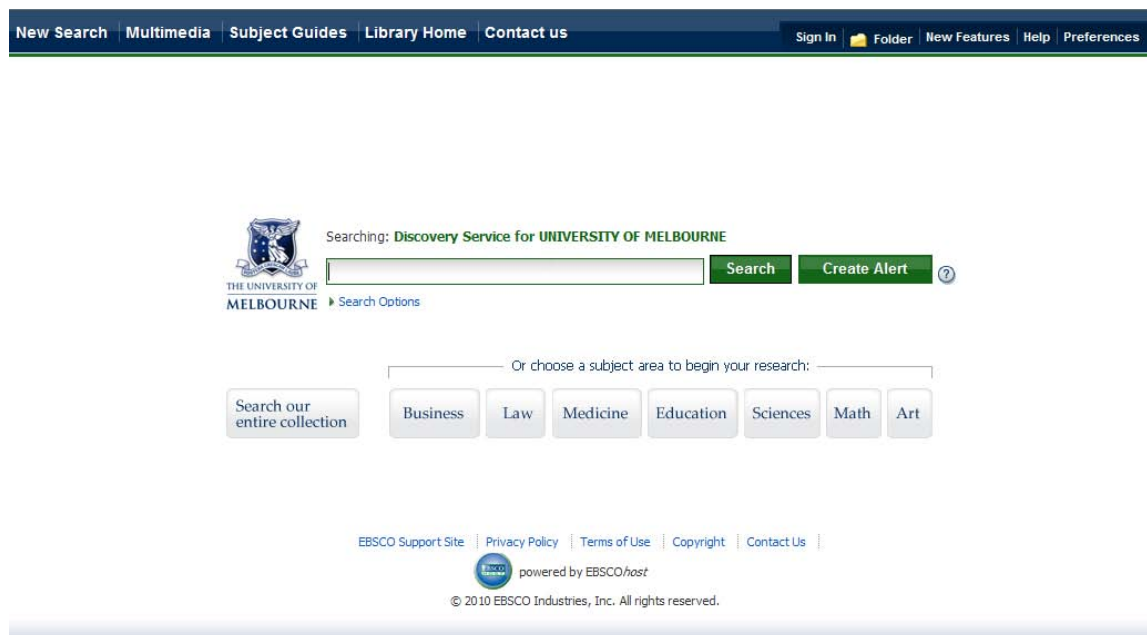 New Search Multimedia Subject Guides Library Home Contact us
Sign In Folder New Features Help Preferences
Searching: Discovery Service for UNIVERSITY OF MELBOURNE
Search Create Alert ?
THE UNIVERSITY OF
MELBOURNE
Search Options
Or choose a subject area to begin your research:
Search our
entire collection
Business Law Medicine Education Sciences Math Art
EBSCO Support Site Privacy Policy Terms of Use Copyright Contact Us
EBSCO
powered by EBSCOhost
© 2010 EBSCO Industries, Inc. All rights reserved.